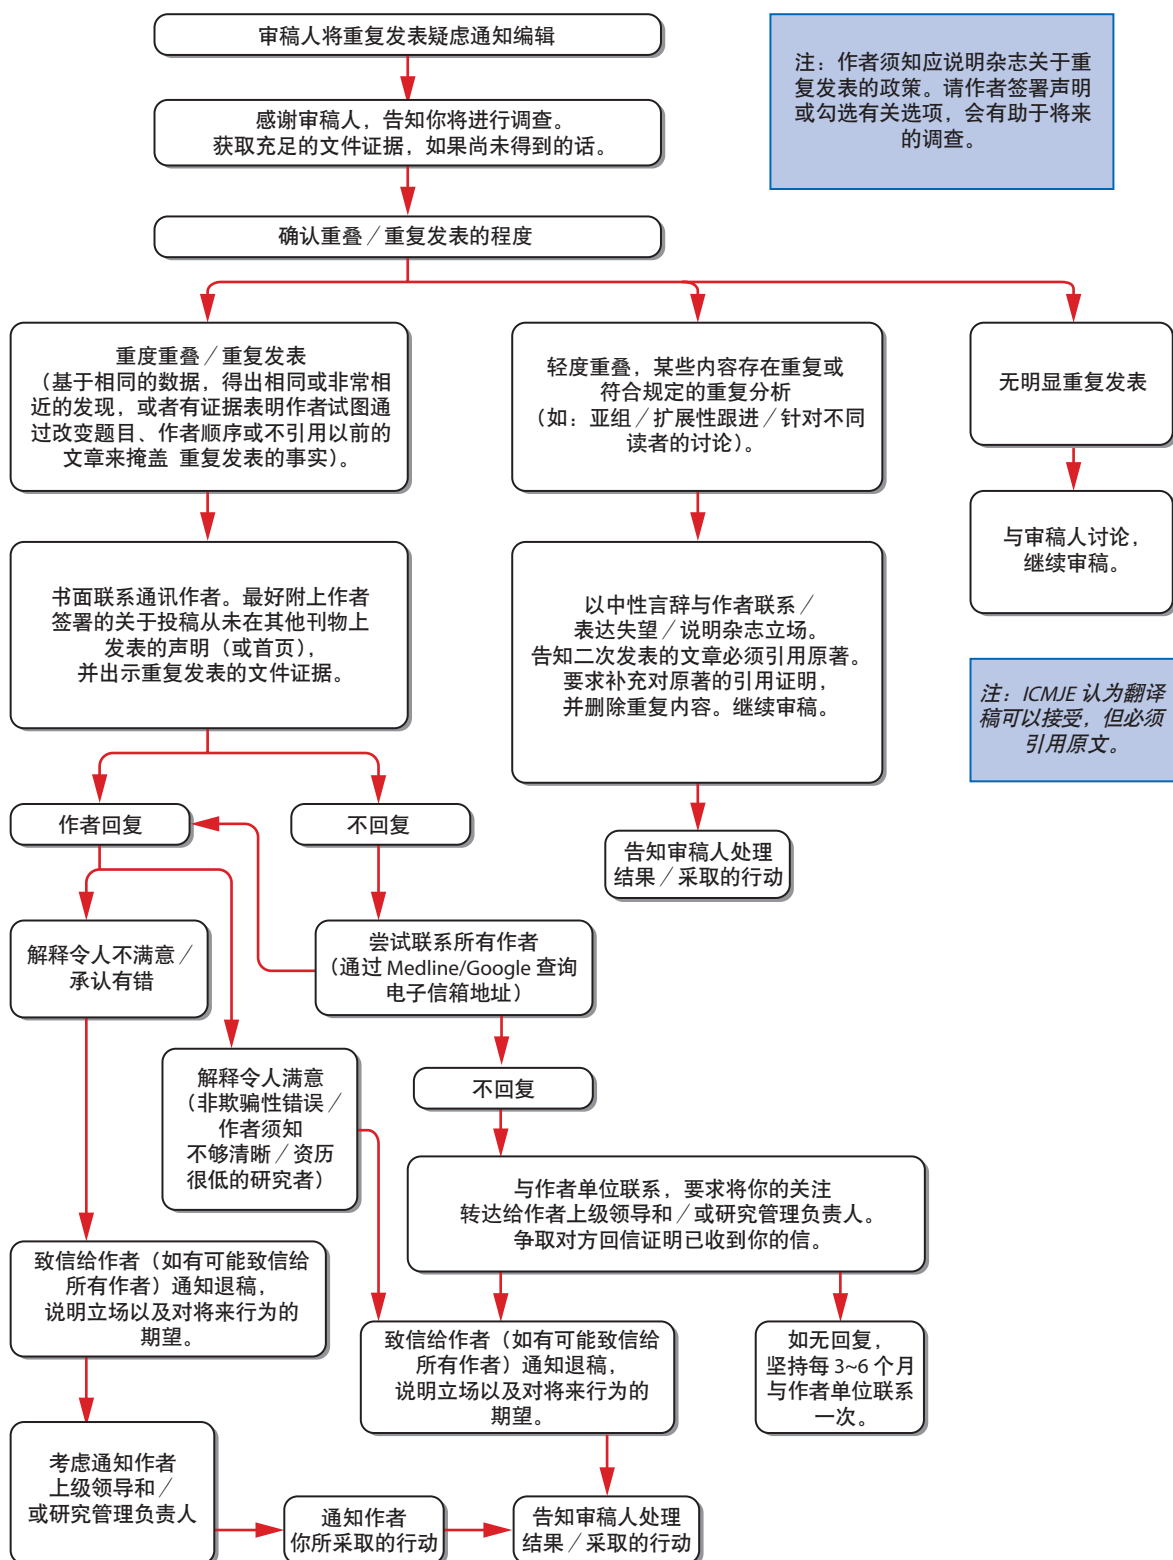 审稿人将重复发表疑虑通知编辑
注：作者须知应说明杂志关于重
复发表的政策。请作者签署声明
或勾选有关选项，会有助于将来
的调查。
感谢审稿人，告知你将进行调查。
获取充足的文件证据，如果尚未得到的话。
确认重叠／重复发表的程度
重度重叠／重复发表
（基于相同的数据，得出相同或非常相
近的发现，或者有证据表明作者试图通
过改变题目、作者顺序或不引用以前的
文章来掩盖 重复发表的事实）。
轻度重叠，某些内容存在重复或
符合规定的重复分析
（如：亚组／扩展性跟进／针对不同
读者的讨论）。
无明显重复发表
与审稿人讨论，
继续审稿。
书面联系通讯作者。最好附上作者
签署的关于投稿从未在其他刊物上
发表的声明（或首页），
并出示重复发表的文件证据。
以中性言辞与作者联系／
表达失望／说明杂志立场。
告知二次发表的文章必须引用原著。
要求补充对原著的引用证明，
并删除重复内容。继续审稿。
注：ICMJE 认为翻译
稿可以接受，但必须
引用原文。
作者回复
不回复
告知审稿人处理
结果／采取的行动
解释令人不满意／
承认有错
尝试联系所有作者
（通过 Medline/Google 查询
电子信箱地址）
解释令人满意
（非欺骗性错误／
作者须知
不够清晰／资历
很低的研究者）
不回复
与作者单位联系，要求将你的关注
转达给作者上级领导和／或研究管理负责人。
争取对方回信证明已收到你的信。
致信给作者（如有可能致信给
所有作者）通知退稿，
说明立场以及对将来行为的
期望。
致信给作者（如有可能致信给
所有作者）通知退稿，
说明立场以及对将来行为的
期望。
如无回复，
坚持每 3~6 个月
与作者单位联系
一次。
考虑通知作者
上级领导和／
或研究管理负责人
通知作者
你所采取的行动
告知审稿人处理
结果／采取的行动